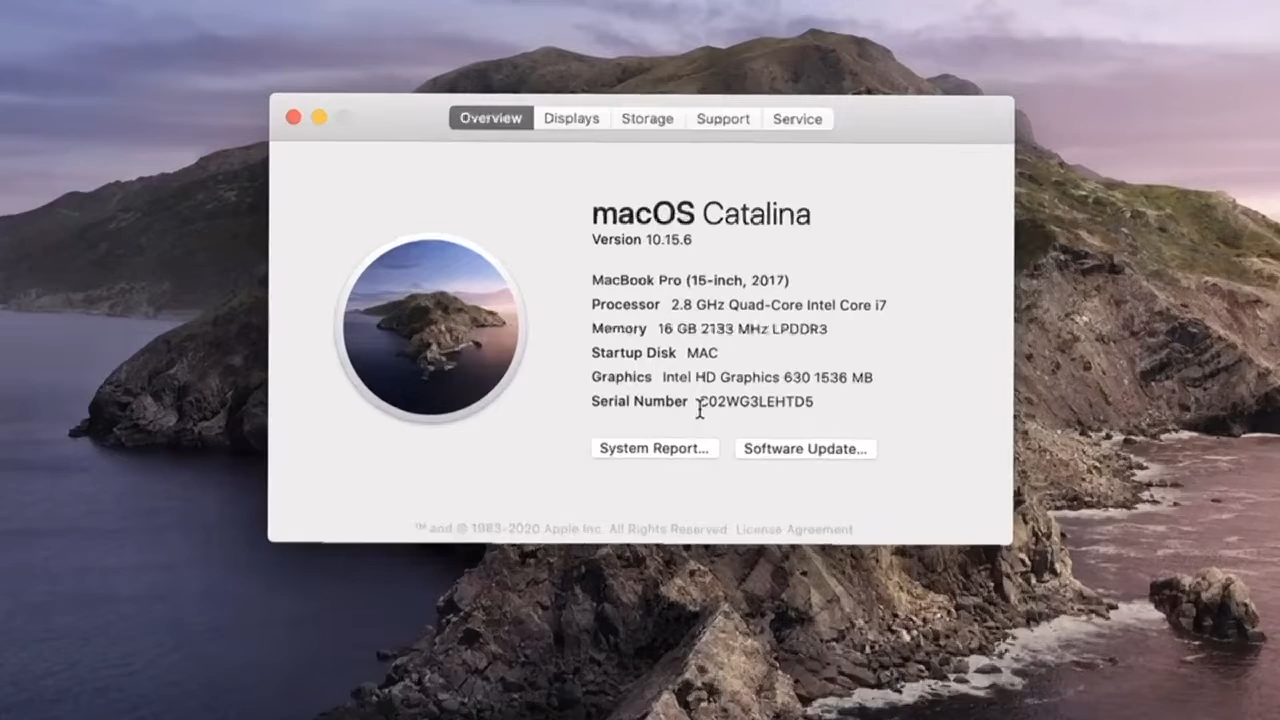 Overview Displays Storage Support Service
macOS Catalina
Version 10.15.6
MacBook Pro (15-inch, 2017)
Processor 2.8 GHz Quad-Core Intel Core i7
Memory 16 GB 2133 MHz LPDDR3
Startup Disk MAC
Graphics Intel HD Graphics 630 1536 MB
Serial Number C02WG3LEHTD5
System Report... Software Update...
™ and © 1983-2020 Apple Inc. All Rights Reserved. License Agreement